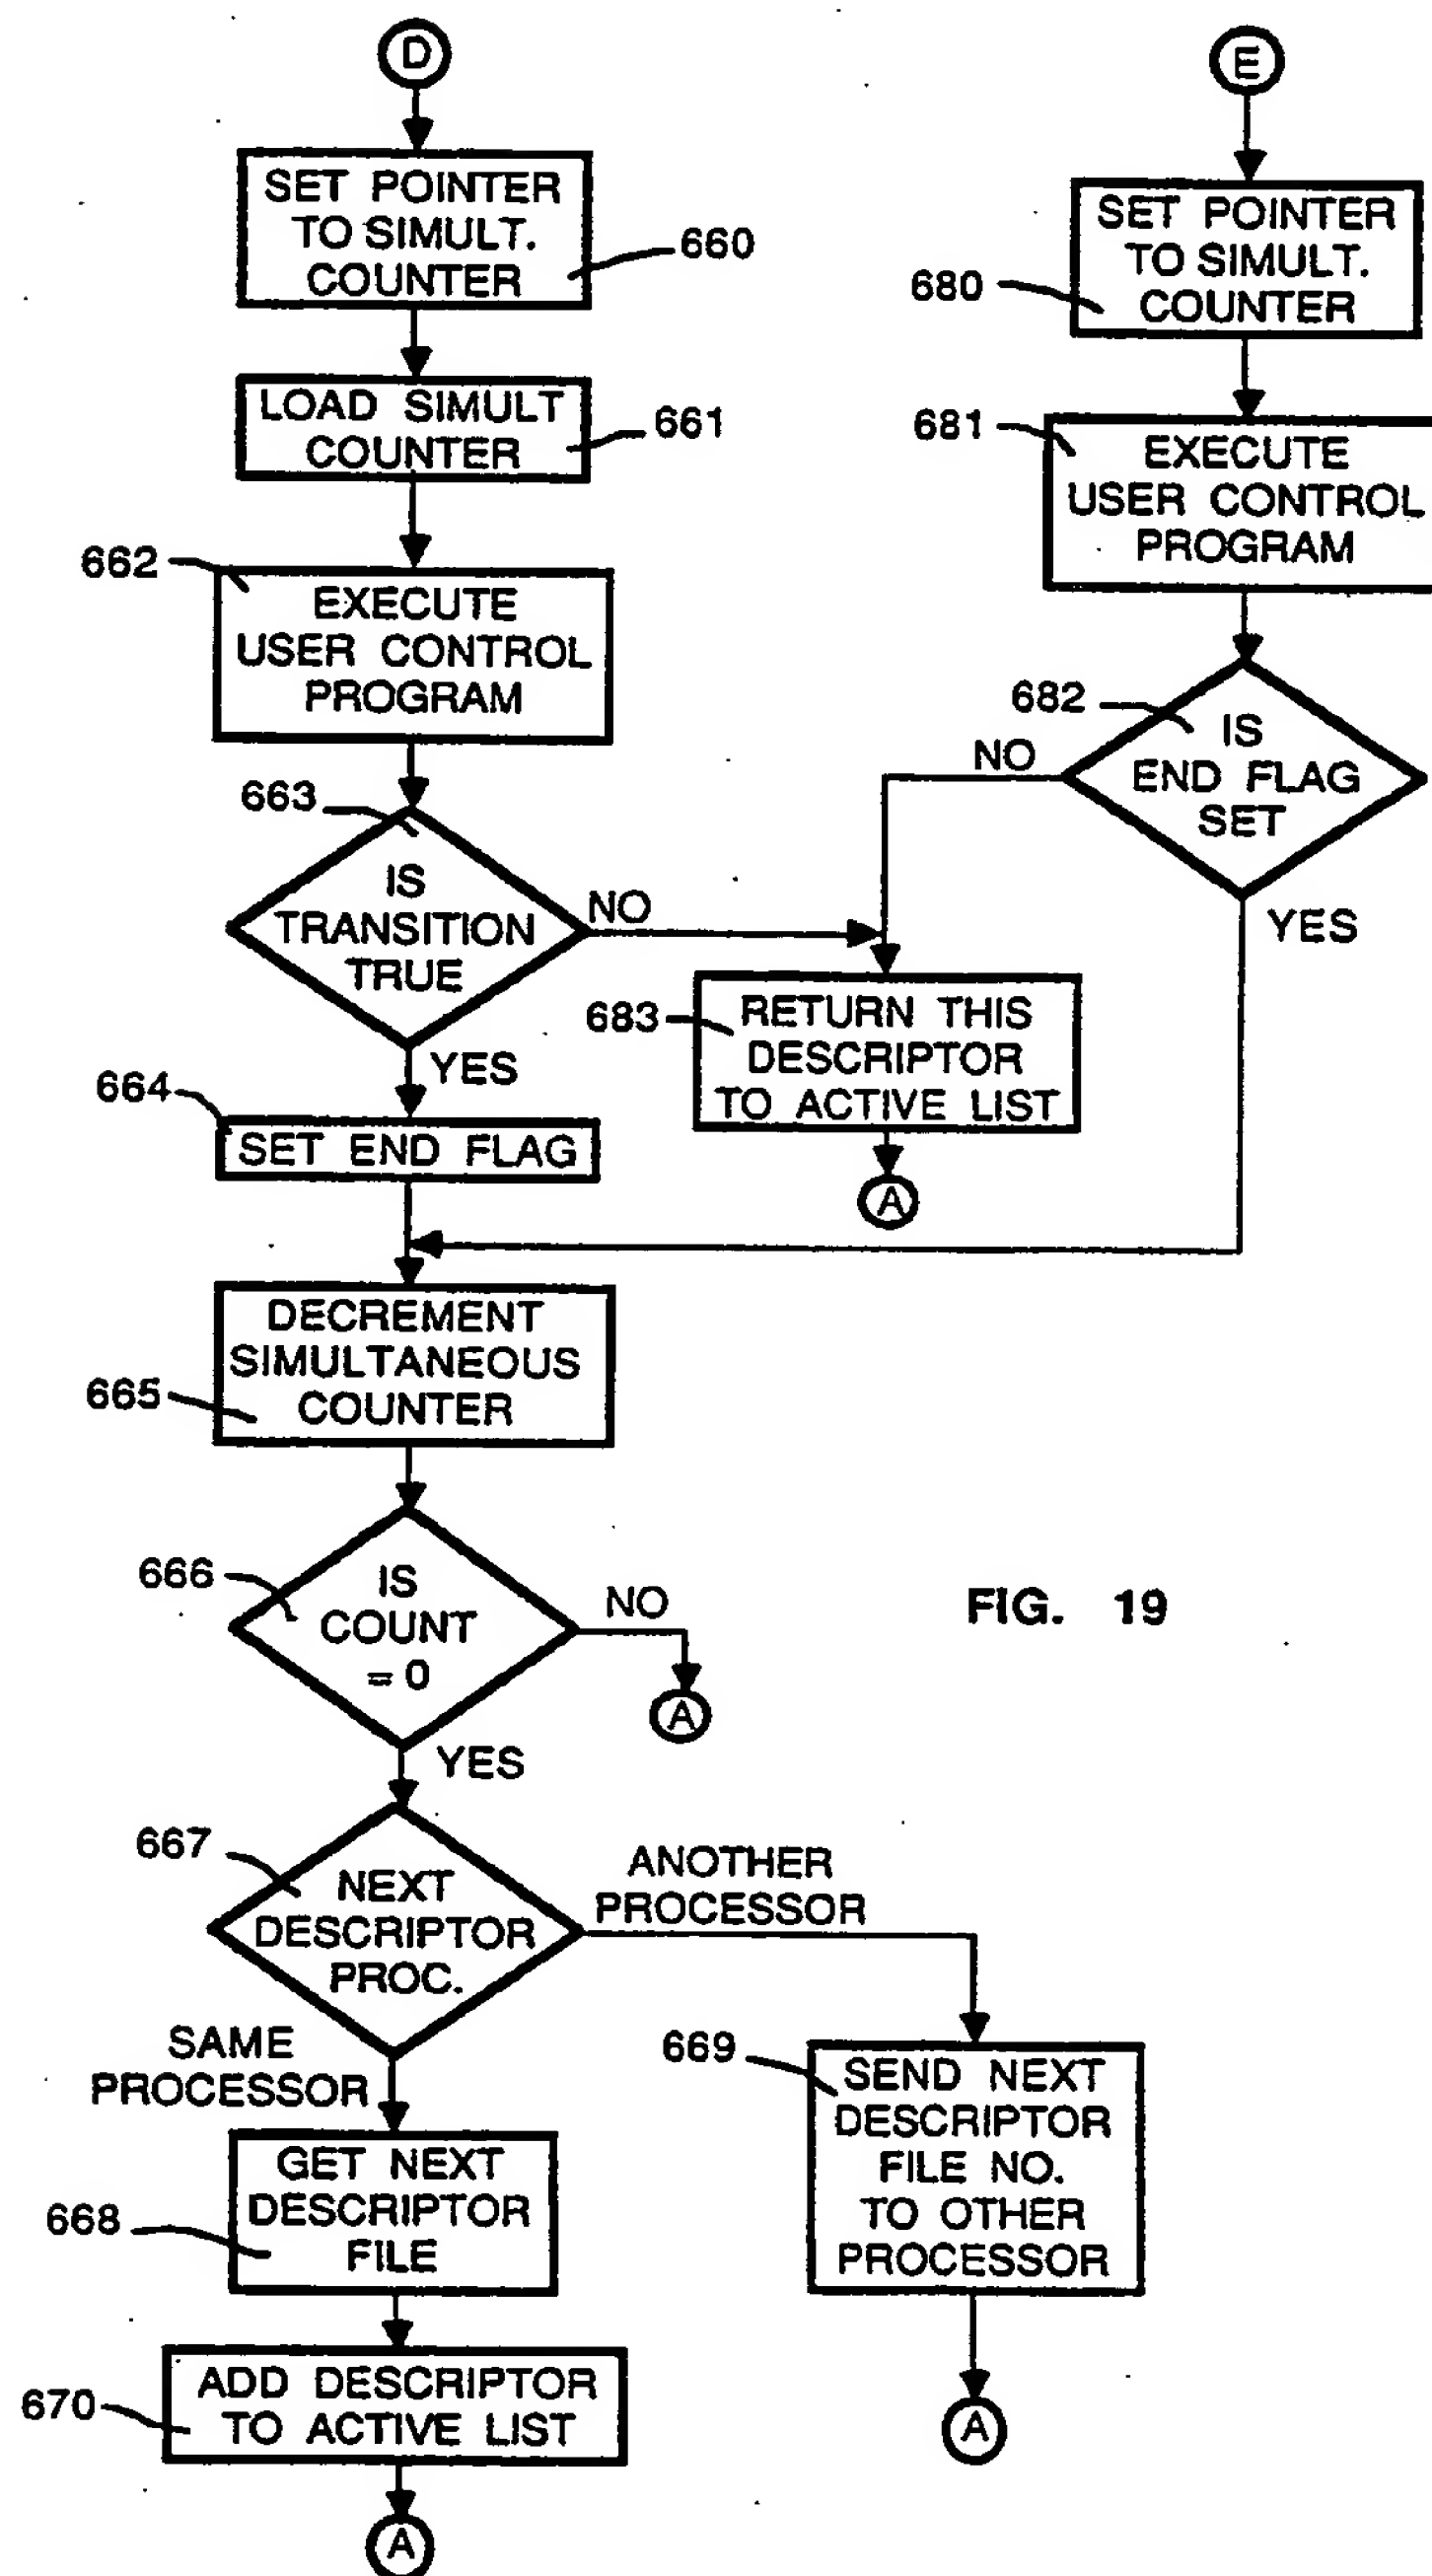 D
SET POINTER
TO SIMULT.
COUNTER
660
LOAD SIMULT
COUNTER
661
662
EXECUTE
USER CONTROL
PROGRAM
663
IS
TRANSITION
TRUE
NO
YES
664
SET END FLAG
665
DECREMENT
SIMULTANEOUS
COUNTER
666
IS
COUNT
= 0
NO
A
YES
667
NEXT
DESCRIPTOR
PROC.
ANOTHER
PROCESSOR
SAME
PROCESSOR
668
GET NEXT
DESCRIPTOR
FILE
669
SEND NEXT
DESCRIPTOR
FILE NO.
TO OTHER
PROCESSOR
A
670
ADD DESCRIPTOR
TO ACTIVE LIST
A
E
680
SET POINTER
TO SIMULT.
COUNTER
681
EXECUTE
USER CONTROL
PROGRAM
682
IS
END FLAG
SET
NO
YES
683
RETURN THIS
DESCRIPTOR
TO ACTIVE LIST
A
FIG. 19